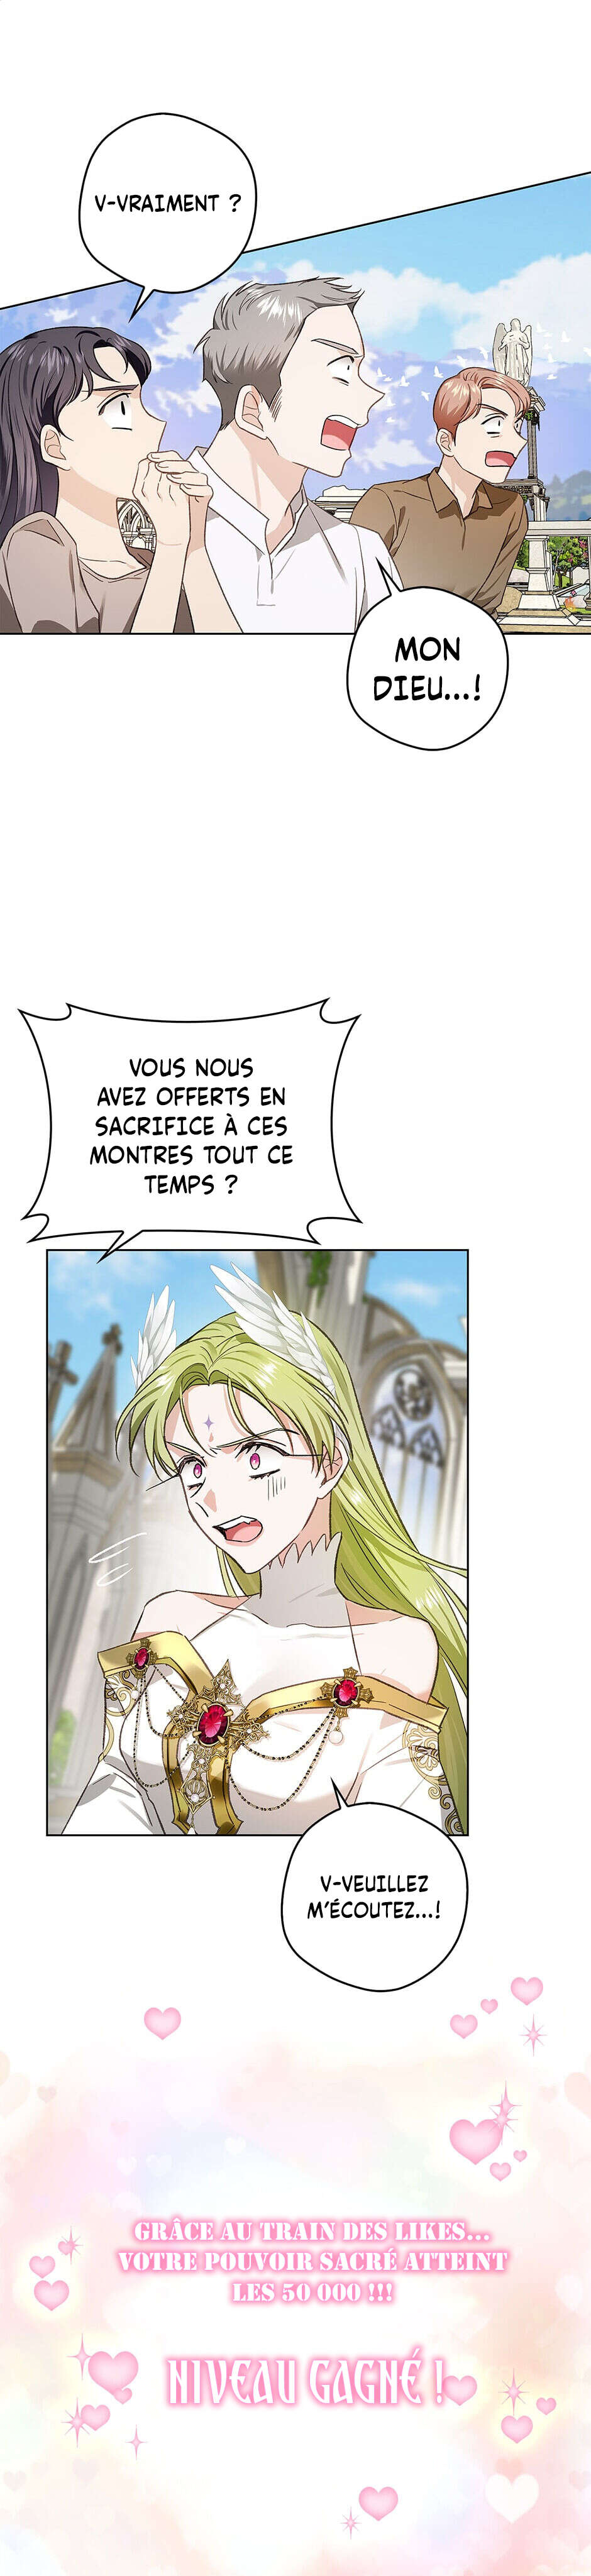 V-VRAIMENT ?
MON
DIEU...!
VOUS NOUS
AVEZ OFFERTS EN
SACRIFICE À CES
MONTRES TOUT CE
TEMPS ?
V-VEUILLEZ
M'ÉCOUTEZ...!
GRÂCE AU TRAIN DES LIKES...
VOTRE POUVOIR SACRÉ ATTEINT
LES 50 000 !!!
NIVEAU GAGNÉ !